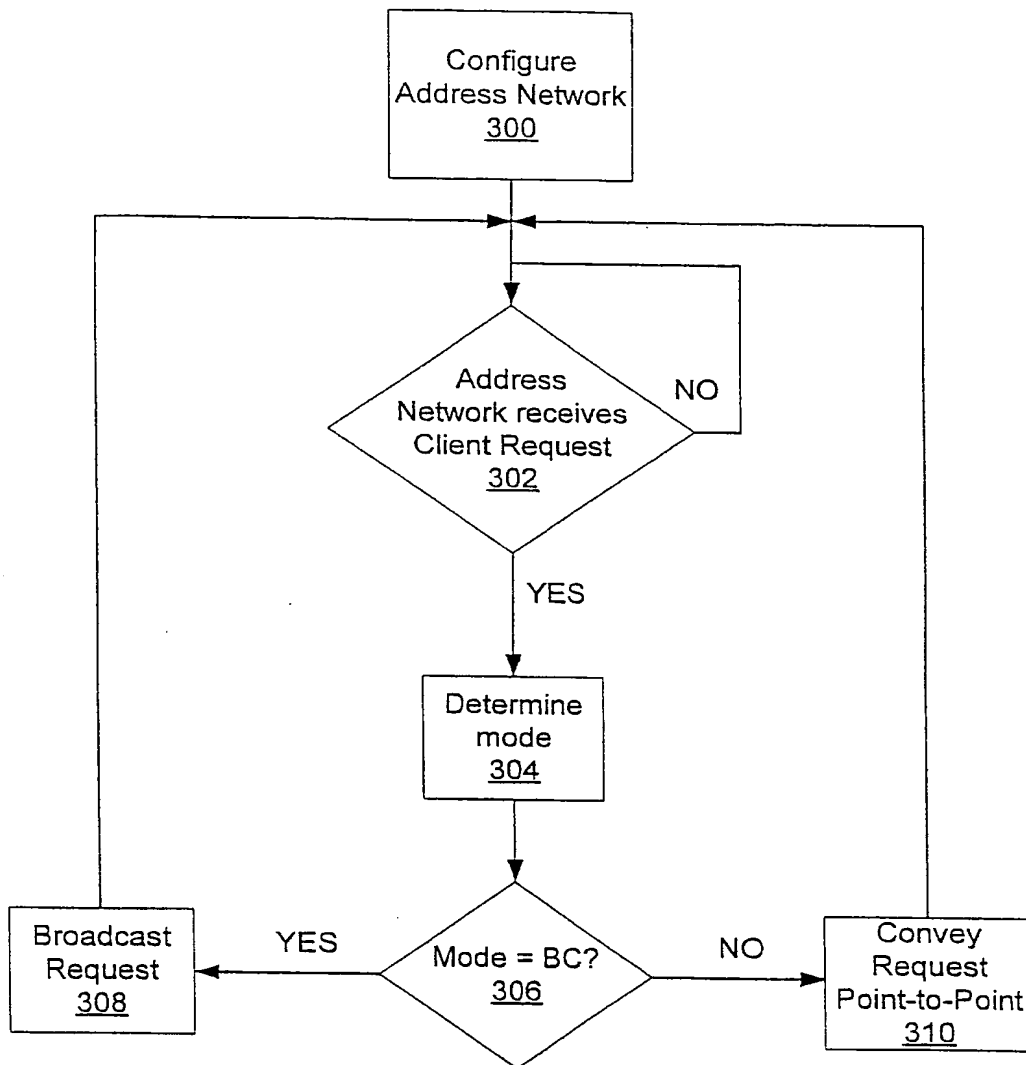 Configure
Address Network
300
Address
Network receives
Client Request
302
NO
YES
Determine
mode
304
Mode = BC?
306
YES
NO
Broadcast
Request
308
Convey
Request
Point-to-Point
310